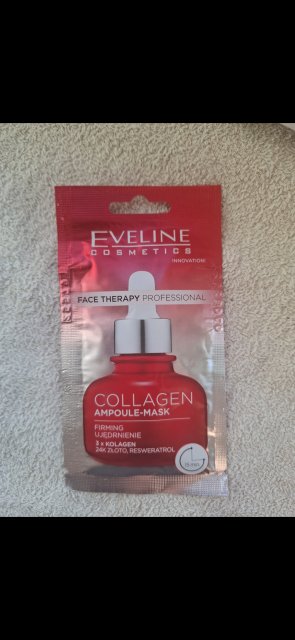 EVELINE
COSMETICS
INNOVATION!
FACE THERAPY PROFESSIONAL
COLLAGEN
AMPOULE-MASK
FIRMING
UJĘDRNIENIE
3 x KOLAGEN
24K ZŁOTO, RESWERATROL